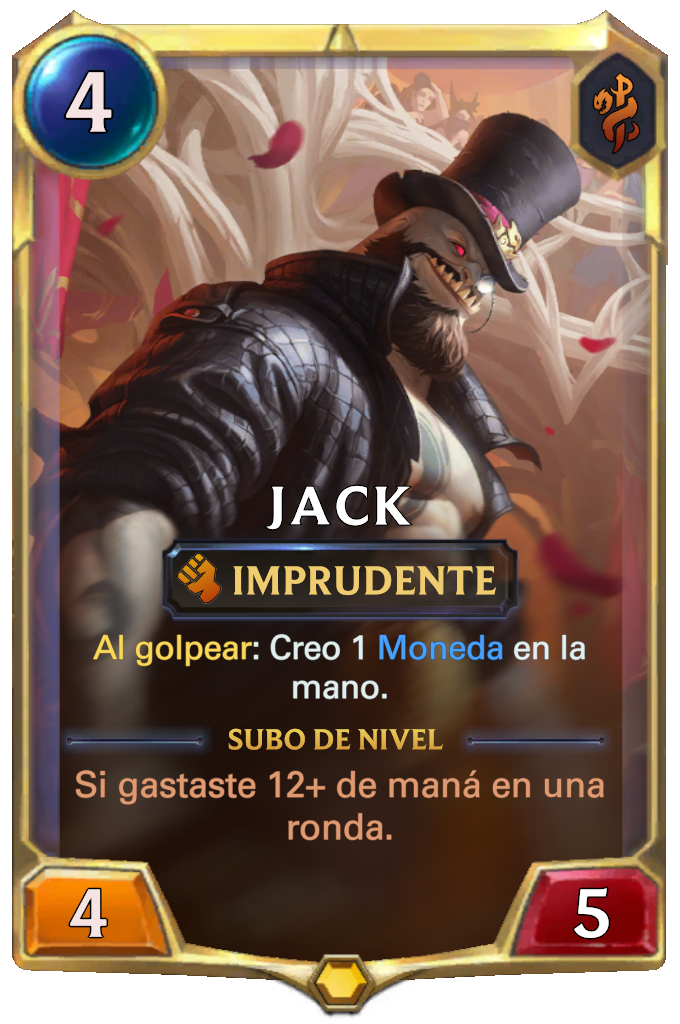 4
JACK
IMPRUDENTE
Al golpear: Creo 1 Moneda en la
mano.
SUBO DE NIVEL
Si gastaste 12+ de maná en una
ronda.
4
5